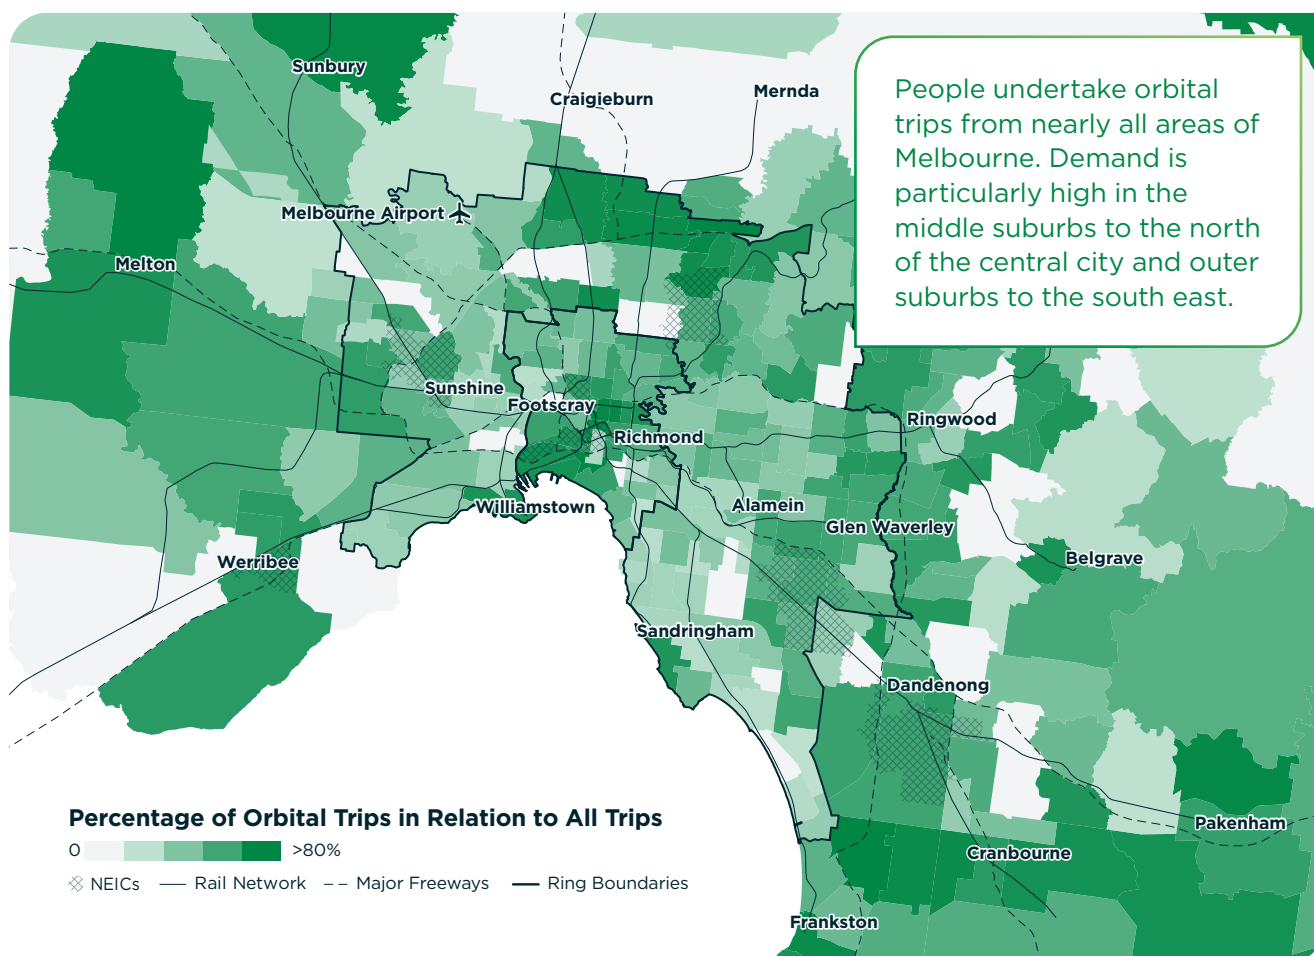 Sunbury
Craigieburn
Mernda
People undertake orbital
trips from nearly all areas of
Melbourne. Demand is
particularly high in the
middle suburbs to the north
of the central city and outer
suburbs to the south east.
Melbourne Airport
Melton
Sunshine
Footscray
Ringwood
Richmond
Williamstown
Alamein
Glen Waverley
Werribee
Belgrave
Sandringham
Dandenong
Percentage of Orbital Trips in Relation to All Trips
0 >80%
NEICs Rail Network Major Freeways Ring Boundaries
Pakenham
Cranbourne
Frankston